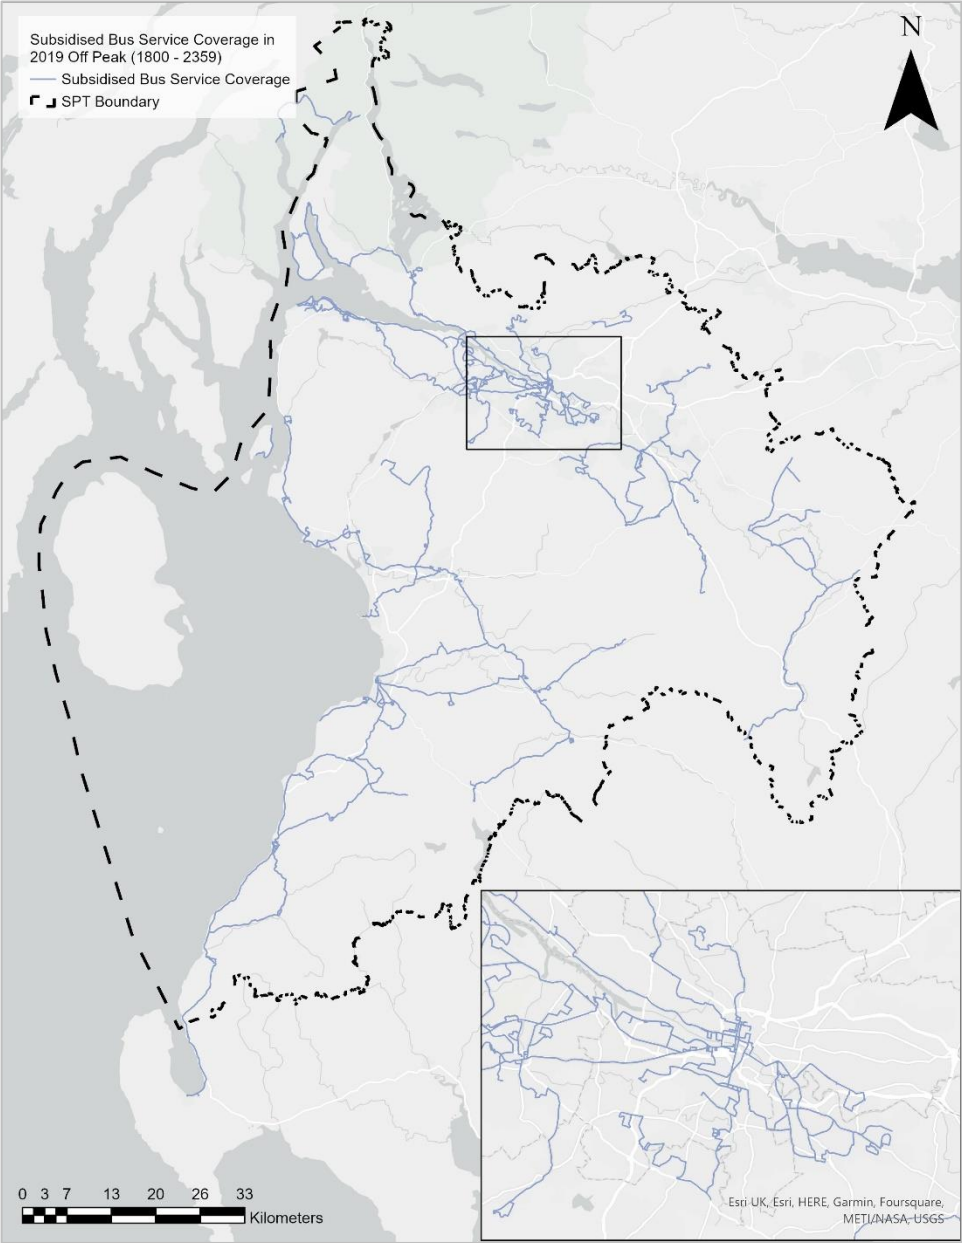 Subsidised Bus Service Coverage in
2019 Off Peak (1800 - 2359)
Subsidised Bus Service Coverage
SPT Boundary
N
0 3 7 13 20 26 33
Kilometers
Esri UK, Esri, HERE, Garmin, Foursquare,
METI/NASA, USGS